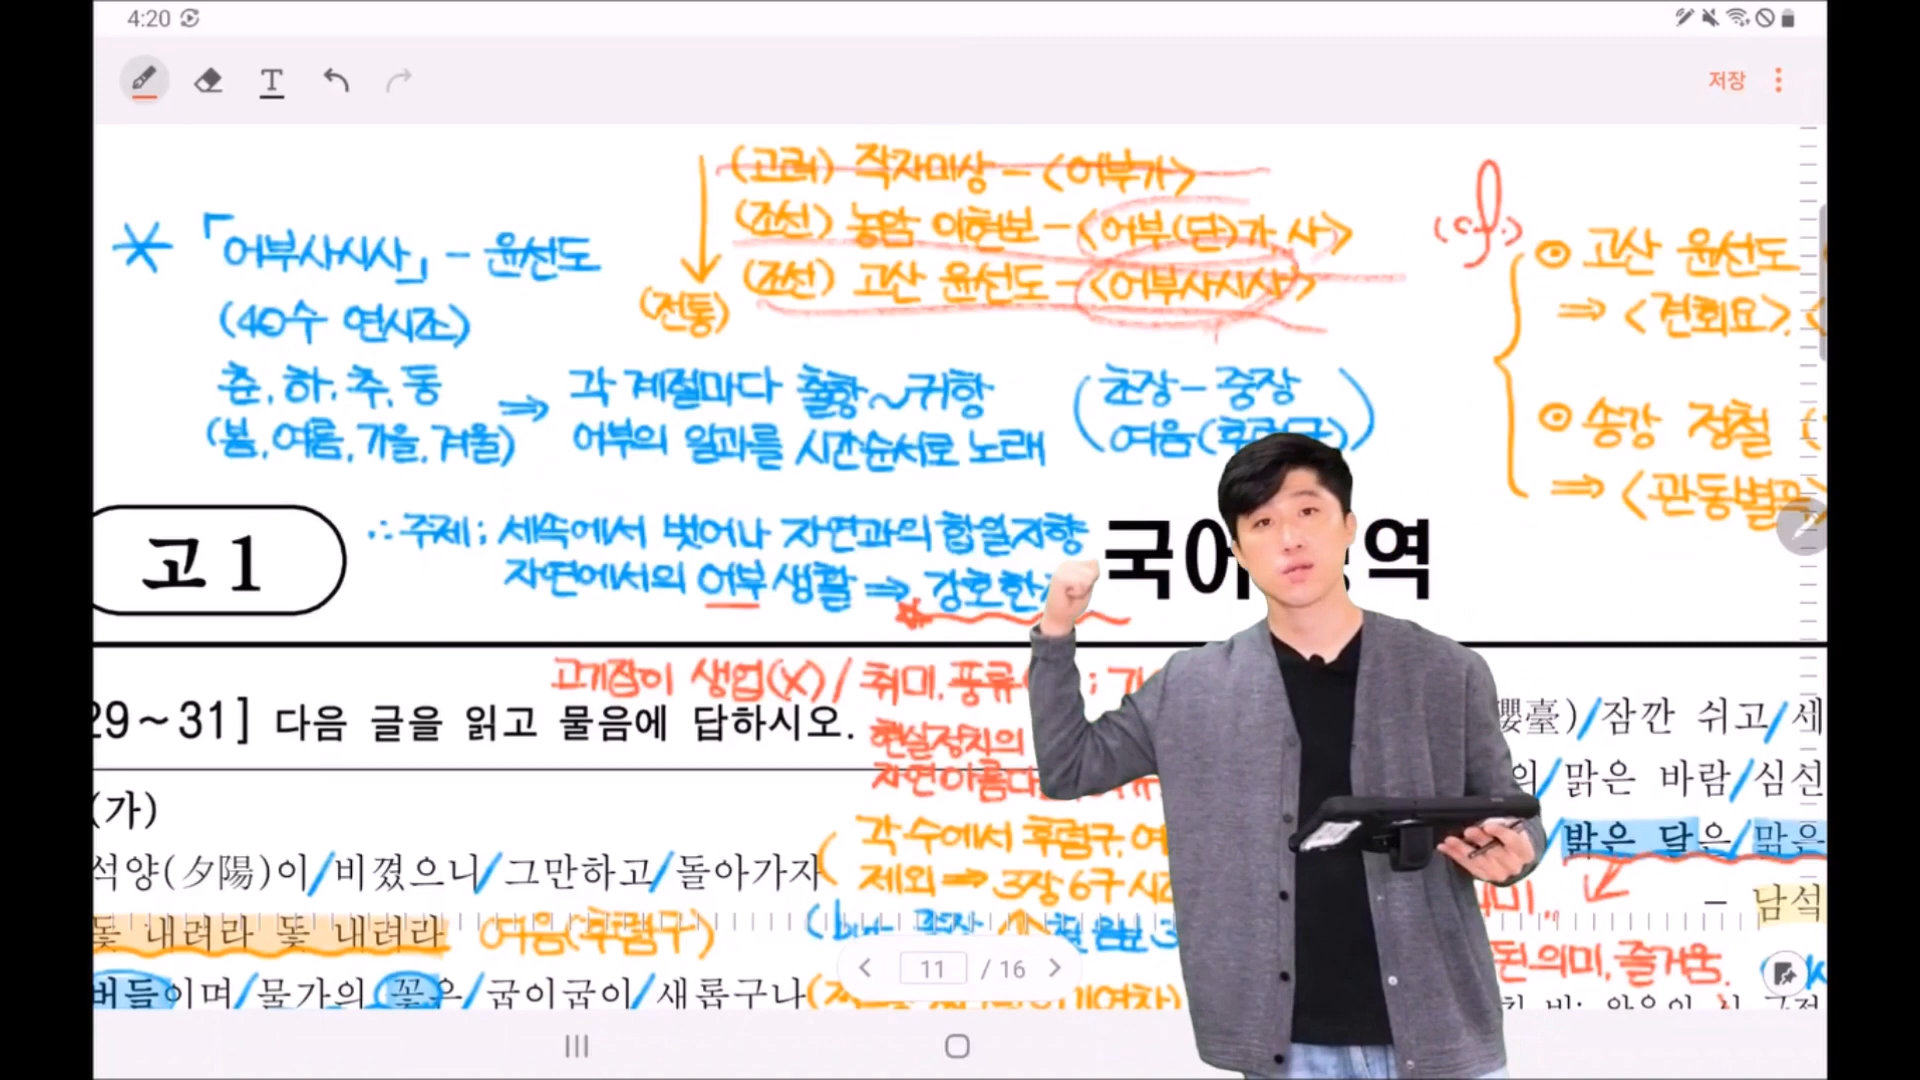 4:20
저장
(고려) 작자미상 - <어부가>
(조선) 농암 이현보 - <어부(단)가 사>
(조선) 고산 윤선도 - <어부사시사>
(전통)
* 「어부사시사」 - 윤선도
(40수 연시조)
춘, 하, 추, 동
(봄, 여름, 가을, 겨울)
⇒ 각 계절마다 출항~귀항
어부의 일과를 시간순서로 노래
(초장 - 중장
여음(후렴구))
(cf.)
⊙ 고산 윤선도
⇒ <견회요>, <
⊙ 송강 정철 (
⇒ <관동별곡
고1
∴ 주제; 세속에서 벗어나 자연과의 합일지향
자연에서의 어부 생활 ⇒ 강호한
국어 역
고기잡이 생업(X) / 취미, 풍류
[29~31] 다음 글을 읽고 물음에 답하시오.
현실정치의
자연아름다
(가)
각 수에서 후렴구, 여
제외 ⇒ 3장 6구 시
석양(夕陽)이/비꼈으니/그만하고/돌아가자
돛 내려라 돛 내려라 여음(후렴구)
버들이며/물가의 꽃은/굽이굽이/새롭구나
臺)/잠깐 쉬고/세
의/맑은 바람/심선
밝은 달은/맑은
- 담석
된 의미, 즐거움.
11 / 16